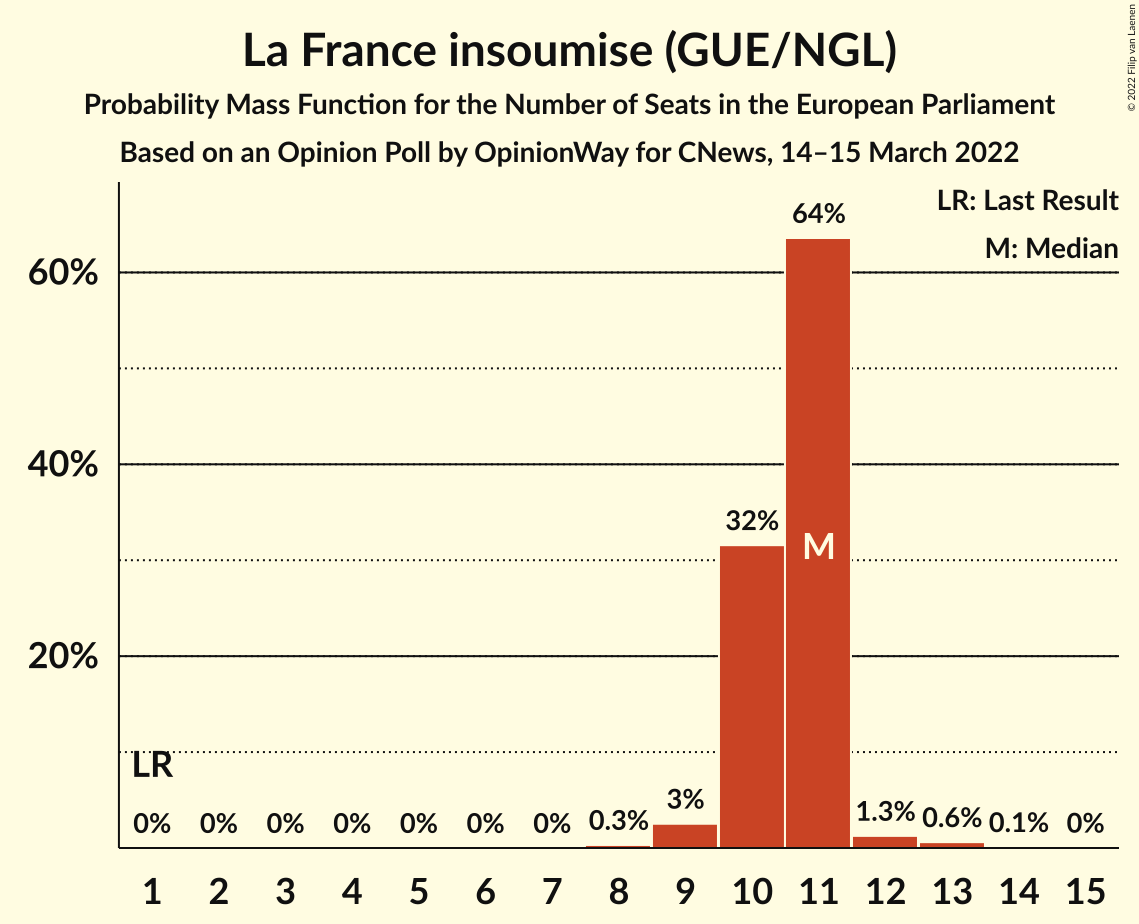 La France insoumise (GUE/NGL)
Probability Mass Function for the Number of Seats in the European Parliament
Based on an Opinion Poll by OpinionWay for CNews, 14–15 March 2022
© 2022 Filip van Laenen
LR: Last Result
M: Median
60%
40%
20%
64%
32%
M
LR
0% 0% 0% 0% 0% 0% 0% 0.3% 3% 1.3% 0.6% 0.1% 0%
1 2 3 4 5 6 7 8 9 10 11 12 13 14 15